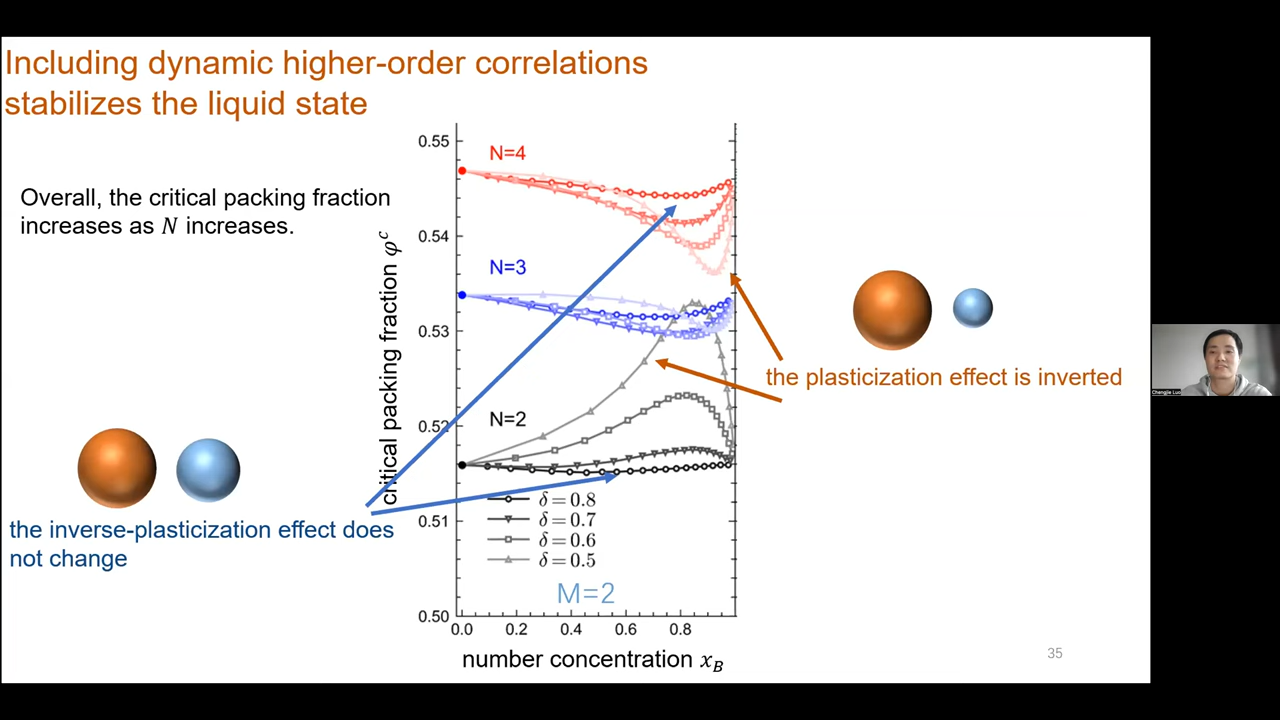 Including dynamic higher-order correlations
stabilizes the liquid state
Overall, the critical packing fraction
increases as N increases.
the inverse-plasticization effect does
not change
critical packing fraction φᶜ
0.55
0.54
0.53
0.52
0.51
0.50
N=4
N=3
N=2
δ = 0.8
δ = 0.7
δ = 0.6
δ = 0.5
M=2
0.0 0.2 0.4 0.6 0.8
number concentration x_B
the plasticization effect is inverted
35
Chengjie Luo